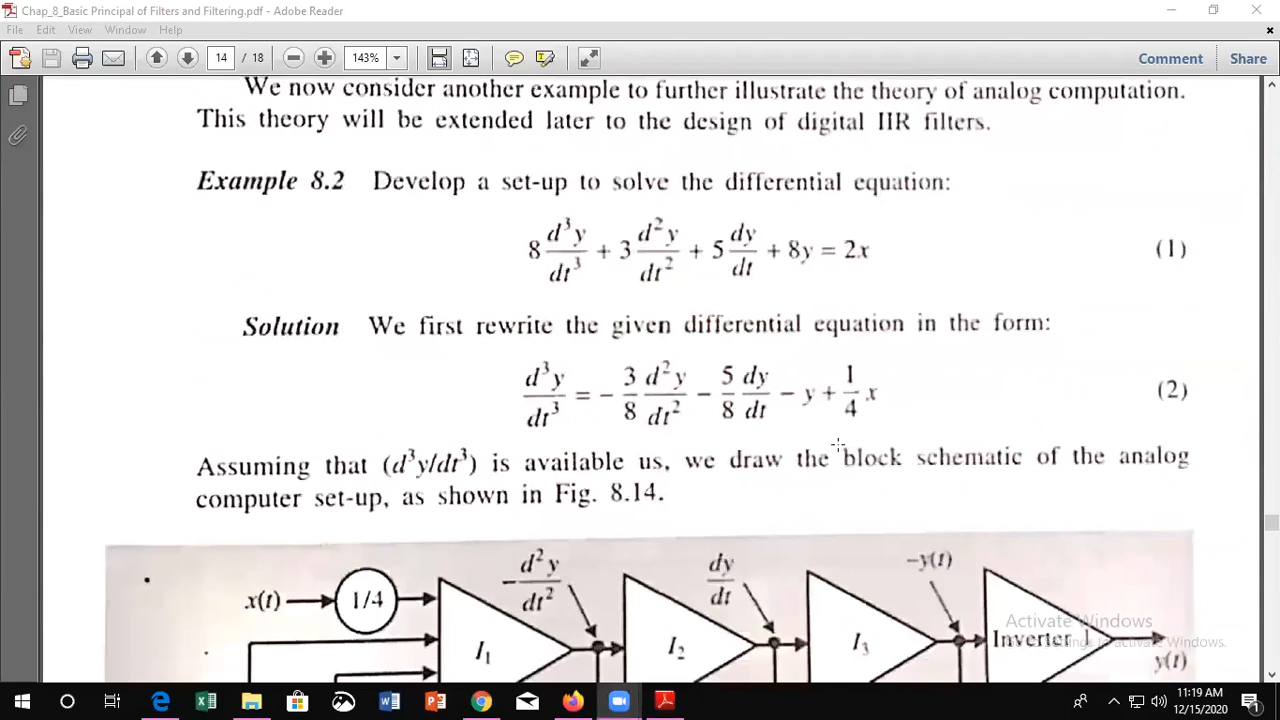 Chap_8_Basic Principal of Filters and Filtering.pdf - Adobe Reader
File Edit View Window Help
14 / 18 143% Comment Share
We now consider another example to further illustrate the theory of analog computation.
This theory will be extended later to the design of digital IIR filters.
Example 8.2 Develop a set-up to solve the differential equation:
8 d³y/dt³ + 3 d²y/dt² + 5 dy/dt + 8y = 2x (1)
Solution We first rewrite the given differential equation in the form:
d³y/dt³ = - 3/8 d²y/dt² - 5/8 dy/dt - y + 1/4 x (2)
Assuming that (d³y/dt³) is available us, we draw the block schematic of the analog
computer set-up, as shown in Fig. 8.14.
x(t) 1/4 - d²y/dt² dy/dt -y(t)
I₁ I₂ I₃ Inverter 1
y(t)
Activate Windows
11:19 AM
12/15/2020